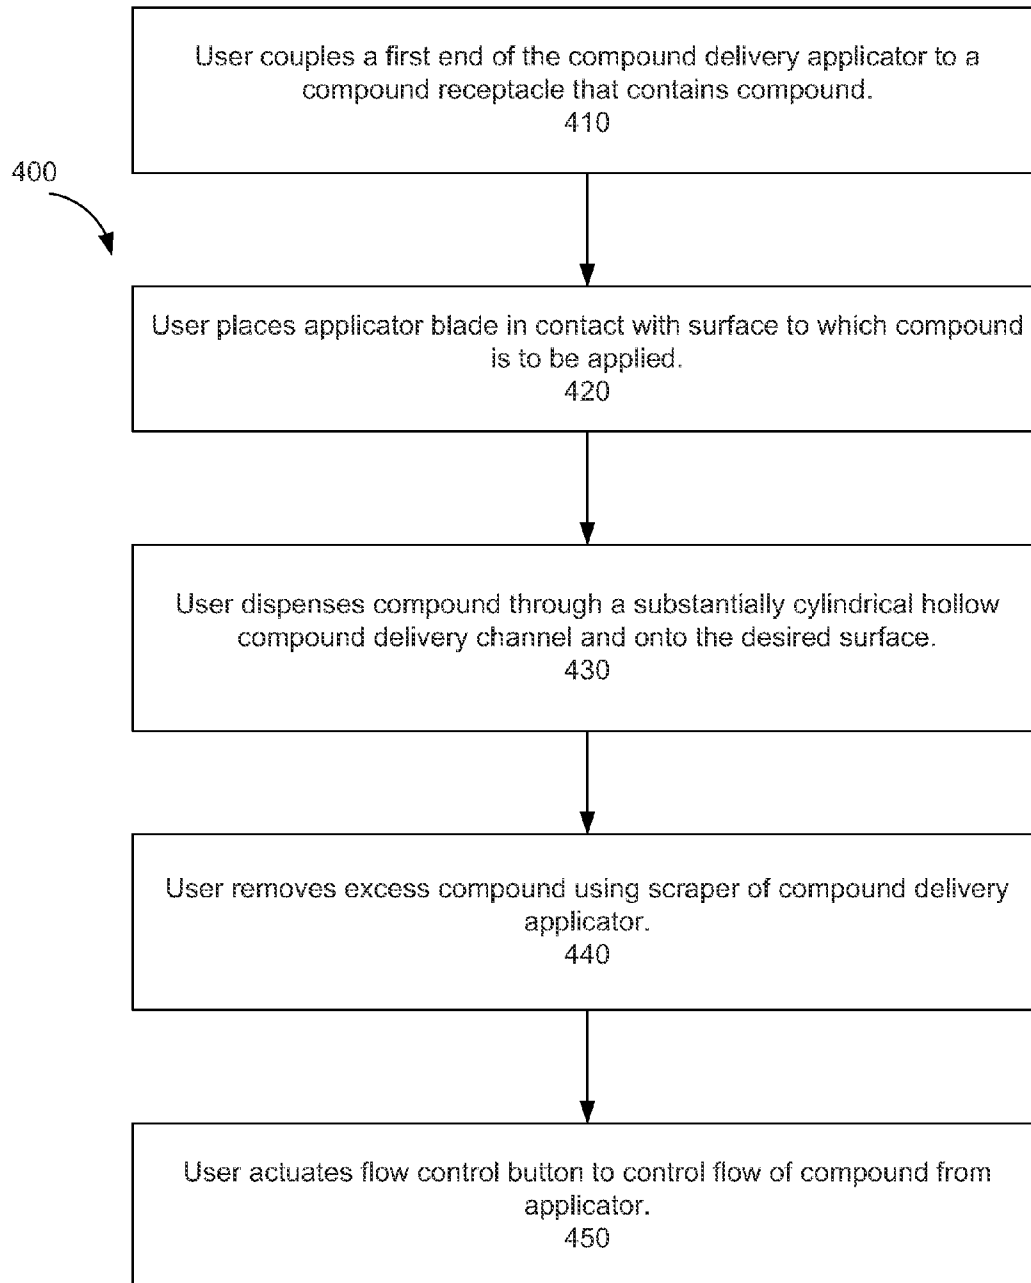 User couples a first end of the compound delivery applicator to a
compound receptacle that contains compound.
410
400
User places applicator blade in contact with surface to which compound
is to be applied.
420
User dispenses compound through a substantially cylindrical hollow
compound delivery channel and onto the desired surface.
430
User removes excess compound using scraper of compound delivery
applicator.
440
User actuates flow control button to control flow of compound from
applicator.
450